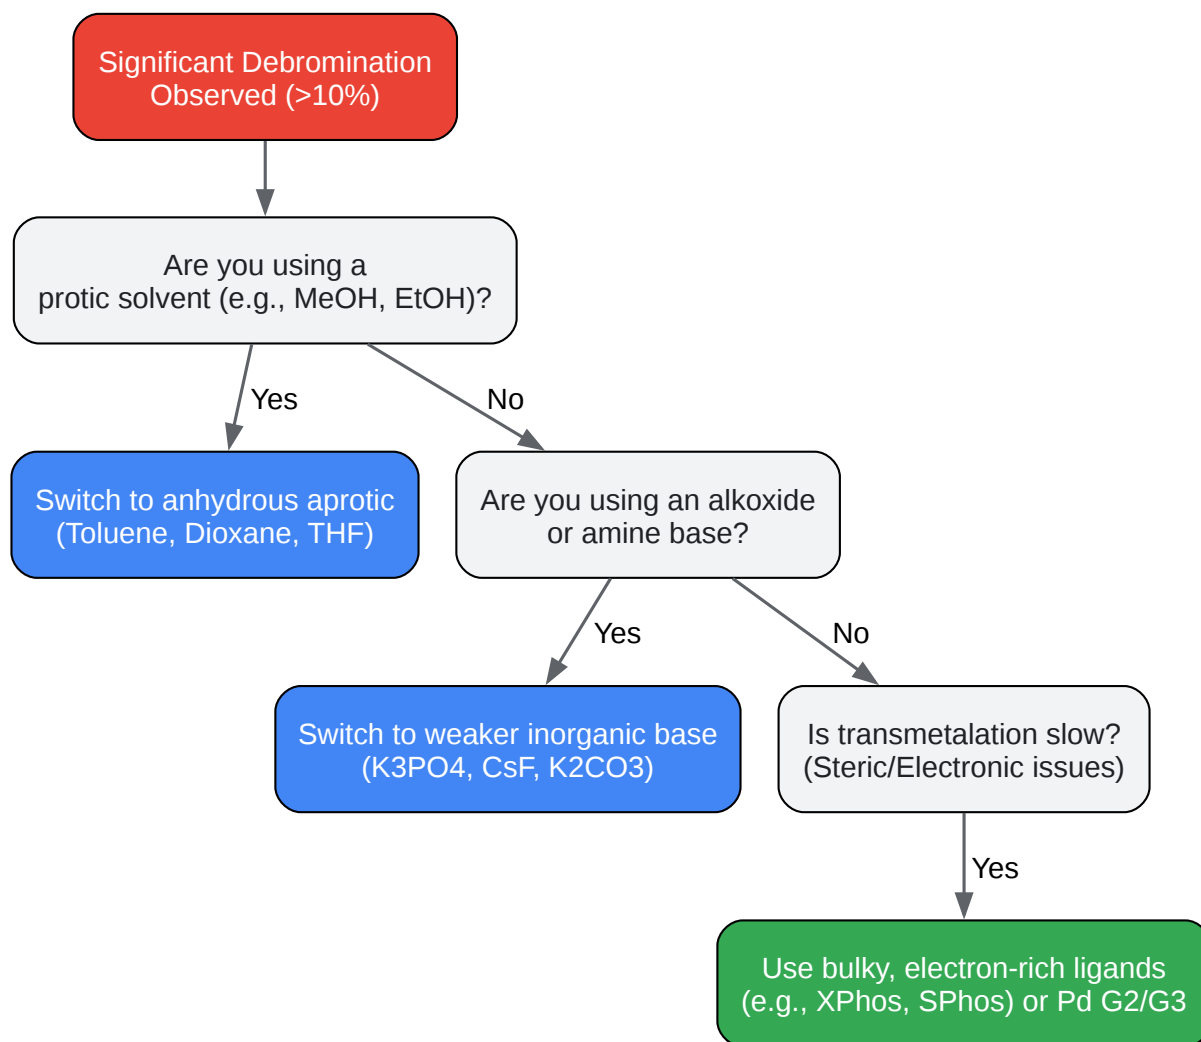 Significant Debromination
Observed (>10%)
Are you using a
protic solvent (e.g., MeOH, EtOH)?
Yes
No
Switch to anhydrous aprotic
(Toluene, Dioxane, THF)
Are you using an alkoxide
or amine base?
Yes
No
Switch to weaker inorganic base
(K3PO4, CsF, K2CO3)
Is transmetalation slow?
(Steric/Electronic issues)
Yes
Use bulky, electron-rich ligands
(e.g., XPhos, SPhos) or Pd G2/G3